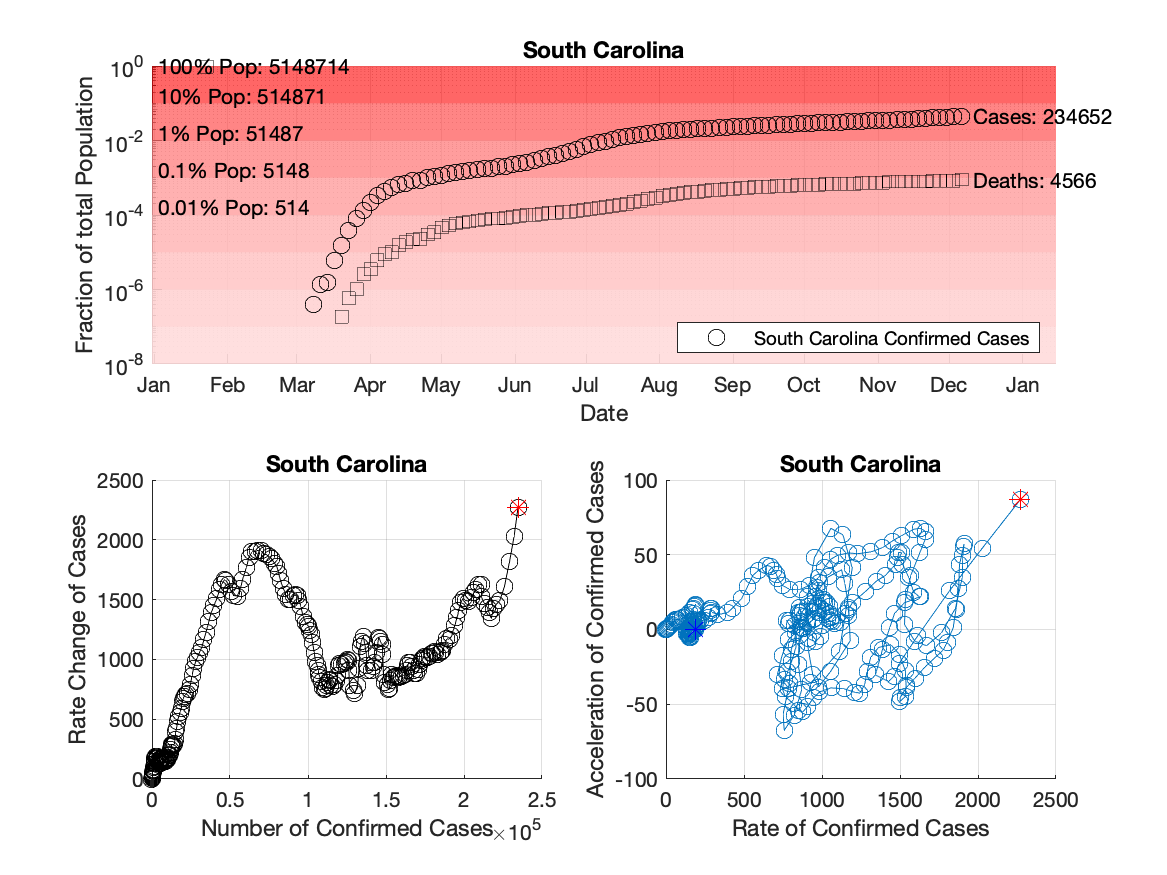 South Carolina
Fraction of total Population
10^0
10^-2
10^-4
10^-6
10^-8
100% Pop: 5148714
10% Pop: 514871
1% Pop: 51487
0.1% Pop: 5148
0.01% Pop: 514
Cases: 234652
Deaths: 4566
South Carolina Confirmed Cases
Jan Feb Mar Apr May Jun Jul Aug Sep Oct Nov Dec Jan
Date
South Carolina
Rate Change of Cases
2500
2000
1500
1000
500
0
0 0.5 1 1.5 2 2.5
Number of Confirmed Cases ×10^5
South Carolina
Acceleration of Confirmed Cases
100
50
0
-50
-100
0 500 1000 1500 2000 2500
Rate of Confirmed Cases